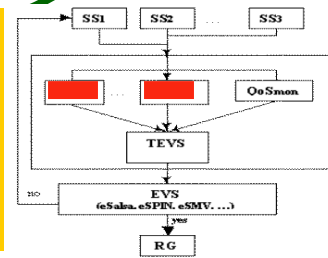 SS1 SS2 ... SS3
... QoSmon
TEVS
no EVS
(eSalsa, eSPIN, eSMV, ...)
yes
RG